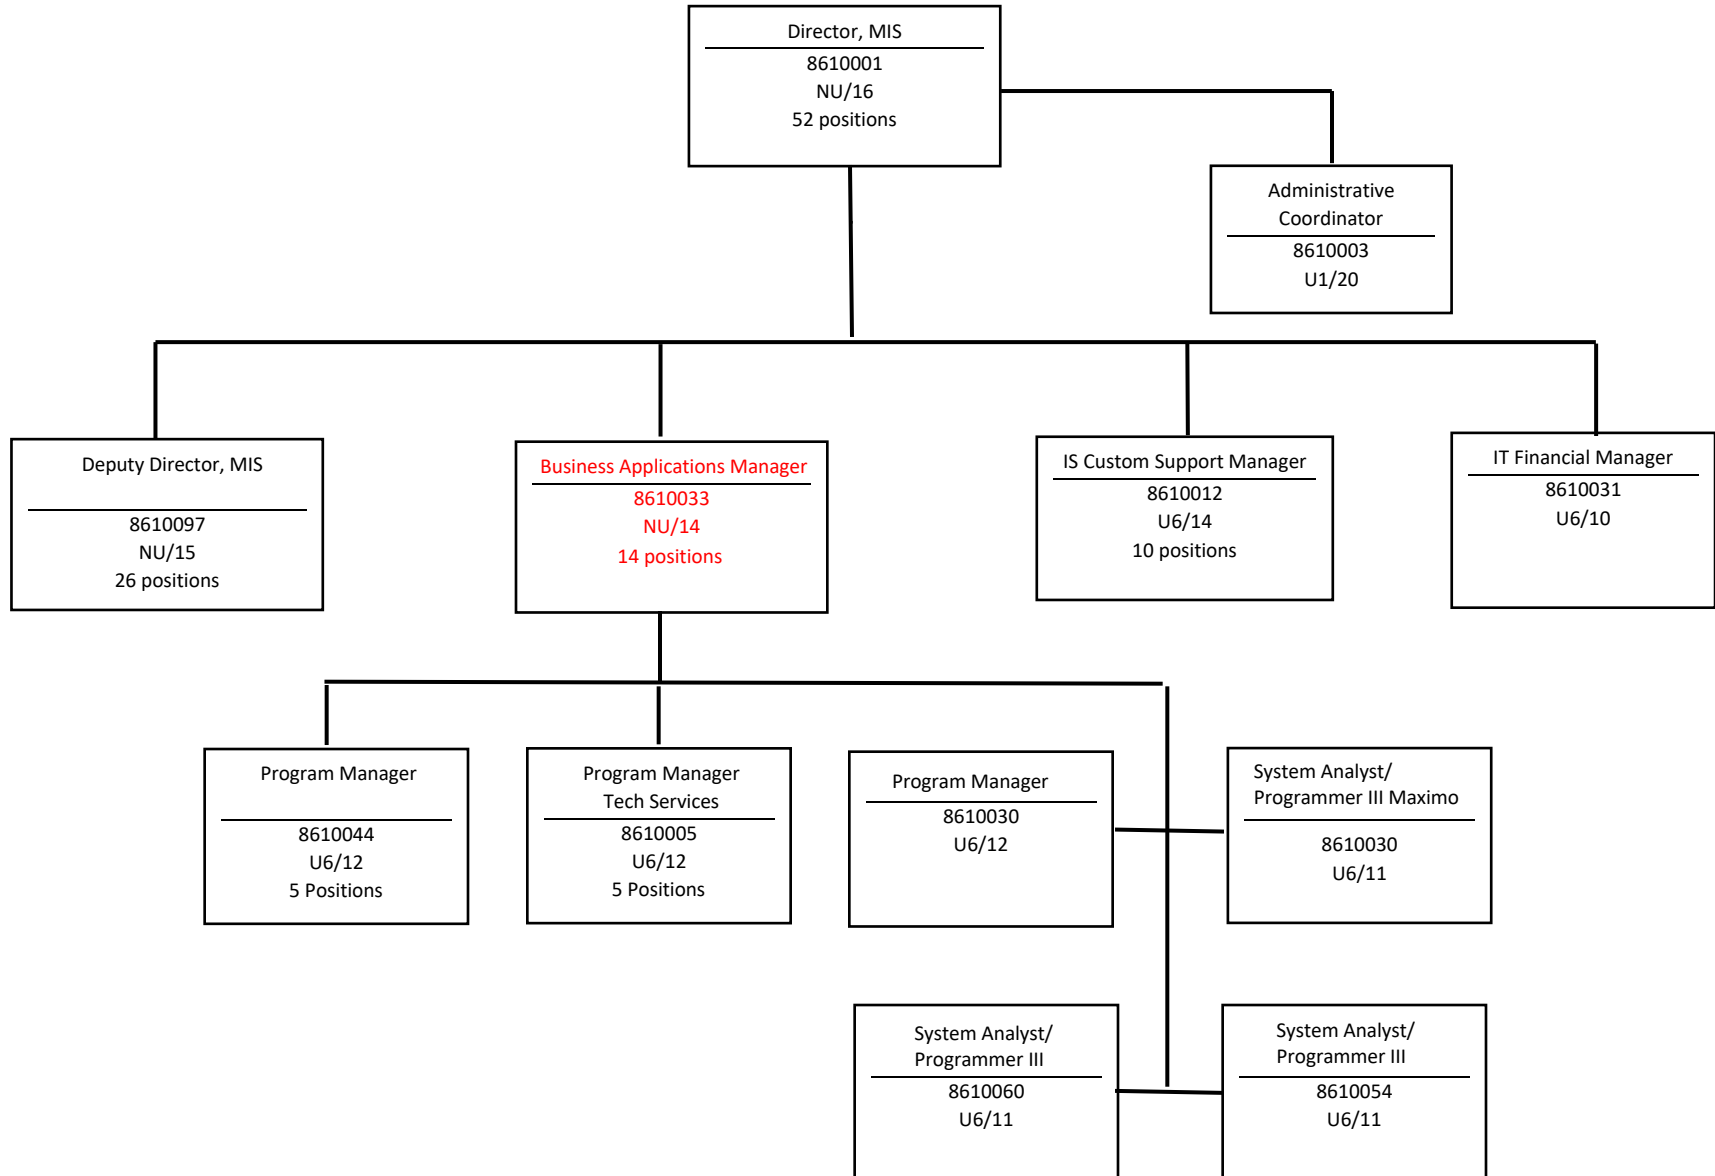 Director, MIS
8610001
NU/16
52 positions
Administrative
Coordinator
8610003
U1/20
Deputy Director, MIS
8610097
NU/15
26 positions
Business Applications Manager
8610033
NU/14
14 positions
IS Custom Support Manager
8610012
U6/14
10 positions
IT Financial Manager
8610031
U6/10
Program Manager
8610044
U6/12
5 Positions
Program Manager
Tech Services
8610005
U6/12
5 Positions
Program Manager
8610030
U6/12
System Analyst/
Programmer III Maximo
8610030
U6/11
System Analyst/
Programmer III
8610060
U6/11
System Analyst/
Programmer III
8610054
U6/11